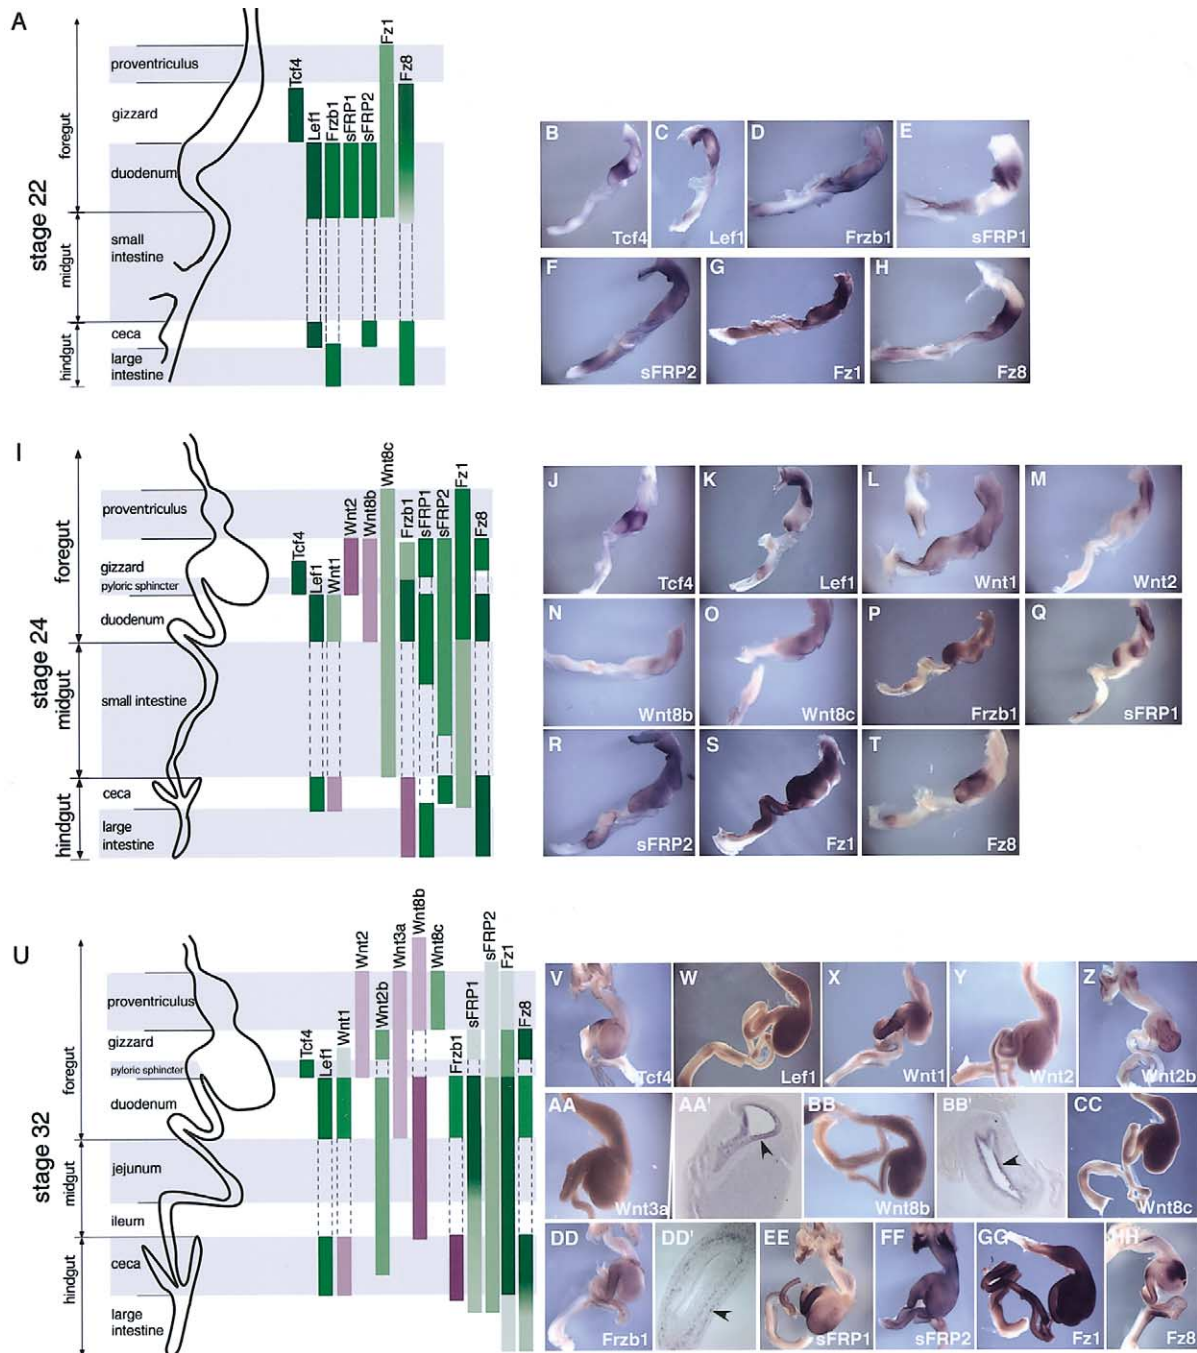 A
stage 22
foregut
midgut
hindgut
proventriculus
gizzard
duodenum
small
intestine
ceca
large
intestine
Tcf4
Lef1
Frzb1
sFRP1
sFRP2
Fz1
Fz8
B
Tcf4
C
Lef1
D
Frzb1
E
sFRP1
F
sFRP2
G
Fz1
H
Fz8
I
stage 24
foregut
midgut
hindgut
proventriculus
gizzard
pyloric sphincter
duodenum
small intestine
ceca
large
intestine
Tcf4
Lef1
Wnt1
Wnt2
Wnt8b
Wnt8c
Frzb1
sFRP1
sFRP2
Fz1
Fz8
J
Tcf4
K
Lef1
L
Wnt1
M
Wnt2
N
Wnt8b
O
Wnt8c
P
Frzb1
Q
sFRP1
R
sFRP2
S
Fz1
T
Fz8
U
stage 32
foregut
midgut
hindgut
proventriculus
gizzard
pyloric sphincter
duodenum
jejunum
ileum
ceca
large
intestine
Tcf4
Lef1
Wnt1
Wnt2
Wnt2b
Wnt3a
Wnt8b
Wnt8c
Frzb1
sFRP1
sFRP2
Fz1
Fz8
V
Tcf4
W
Lef1
X
Wnt1
Y
Wnt2
Z
Wnt2b
AA
Wnt3a
AA'
BB
Wnt8b
BB'
CC
Wnt8c
DD
Frzb1
DD'
EE
sFRP1
FF
sFRP2
GG
Fz1
HH
Fz8